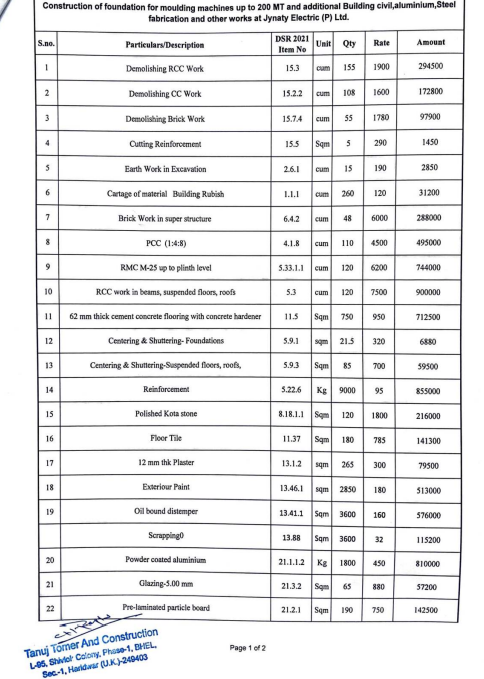 Construction of foundation for moulding machines up to 200 MT and additional Building civil,aluminium,Steel
fabrication and other works at Jynaty Electric (P) Ltd.
S.no. Particulars/Description DSR 2021 Item No Unit Qty Rate Amount
1 Demolishing RCC Work 15.3 cum 155 1900 294500
2 Demolishing CC Work 15.2.2 cum 108 1600 172800
3 Demolishing Brick Work 15.7.4 cum 55 1780 97900
4 Cutting Reinforcement 15.5 Sqm 5 290 1450
5 Earth Work in Excavation 2.6.1 cum 15 190 2850
6 Cartage of material Building Rubish 1.1.1 cum 260 120 31200
7 Brick Work in super structure 6.4.2 cum 48 6000 288000
8 PCC (1:4:8) 4.1.8 cum 110 4500 495000
9 RMC M-25 up to plinth level 5.33.1.1 cum 120 6200 744000
10 RCC work in beams, suspended floors, roofs 5.3 cum 120 7500 900000
11 62 mm thick cement concrete flooring with concrete hardener 11.5 Sqm 750 950 712500
12 Centering & Shuttering- Foundations 5.9.1 sqm 21.5 320 6880
13 Centering & Shuttering-Suspended floors, roofs, 5.9.3 Sqm 85 700 59500
14 Reinforcement 5.22.6 Kg 9000 95 855000
15 Polished Kota stone 8.18.1.1 Sqm 120 1800 216000
16 Floor Tile 11.37 Sqm 180 785 141300
17 12 mm thk Plaster 13.1.2 sqm 265 300 79500
18 Exteriour Paint 13.46.1 sqm 2850 180 513000
19 Oil bound distemper 13.41.1 Sqm 3600 160 576000
Scrapping0 13.88 Sqm 3600 32 115200
20 Powder coated aluminium 21.1.1.2 Kg 1800 450 810000
21 Glazing-5.00 mm 21.3.2 Sqm 65 880 57200
22 Pre-laminated particle board 21.2.1 Sqm 190 750 142500
Tanuj Tomer And Construction
L-95, Shivlok Colony, Phase-1, BHEL,
Sec.-1, Haridwar (U.K.)-249403
Page 1 of 2